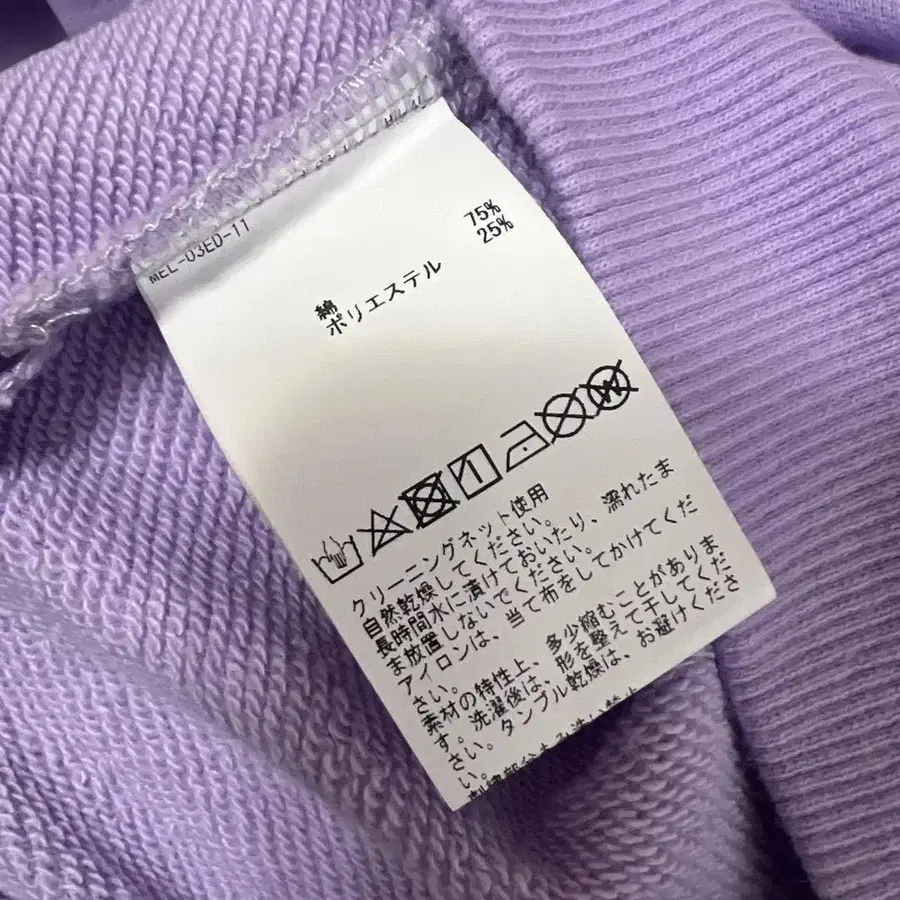 MEL-03ED-11
綿 75%
ポリエステル 25%
クリーニングネット使用
自然乾燥してください。
長時間水に漬けておいたり、濡れたま
ま放置しないでください。
アイロンは、当て布をしてかけてくだ
さい。
素材の特性上、多少縮むことがありま
す。洗濯後は、形を整えて干してくだ
さい。タンブル乾燥は、お避けくださ
い。